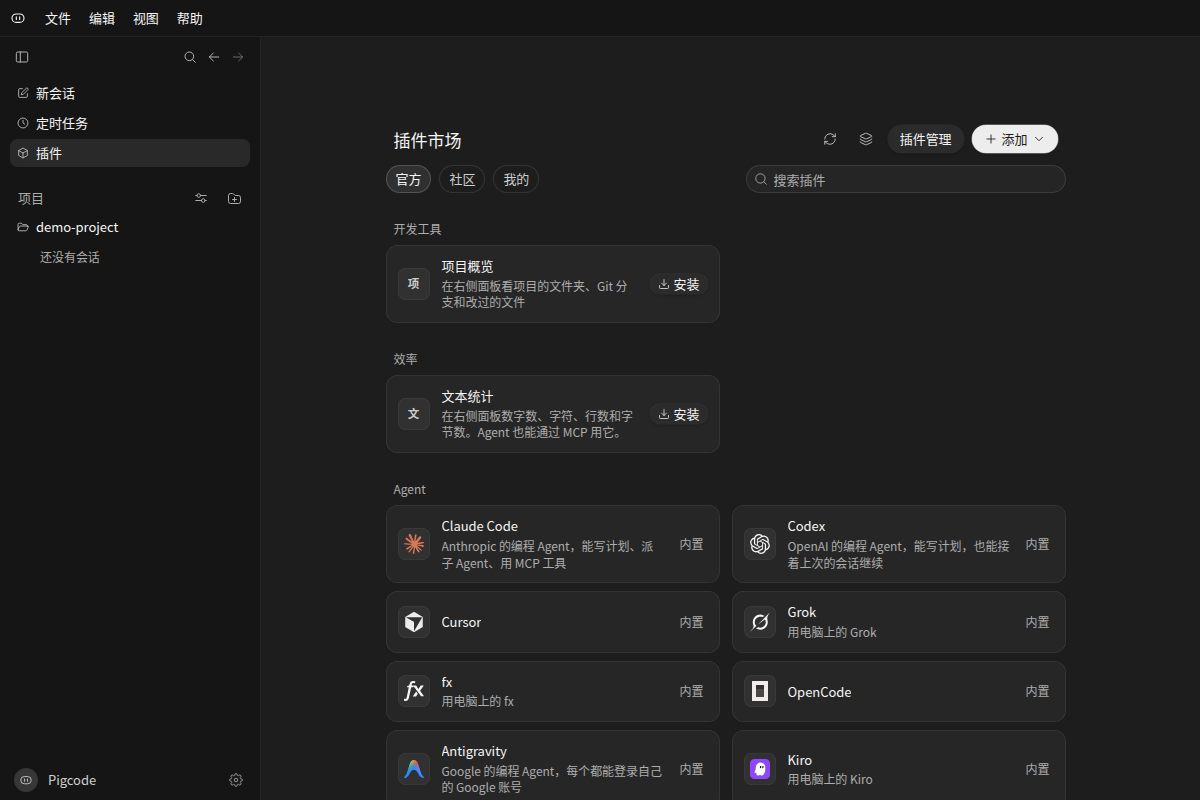 文件 编辑 视图 帮助
新会话
定时任务
插件
项目
demo-project
还没有会话
Pigcode
插件市场
插件管理
添加
官方 社区 我的
搜索插件
开发工具
项
项目概览
在右侧面板看项目的文件夹、Git 分
支和改过的文件
安装
效率
文
文本统计
在右侧面板数字数、字符、行数和字
节数。Agent 也能通过 MCP 用它。
安装
Agent
Claude Code
Anthropic 的编程 Agent，能写计划、派
子 Agent、用 MCP 工具
内置
Codex
OpenAI 的编程 Agent，能写计划，也能接
着上次的会话继续
内置
Cursor
内置
Grok
用电脑上的 Grok
内置
fx
fx
用电脑上的 fx
内置
OpenCode
内置
Antigravity
Google 的编程 Agent，每个都能登录自己
的 Google 账号
内置
Kiro
用电脑上的 Kiro
内置